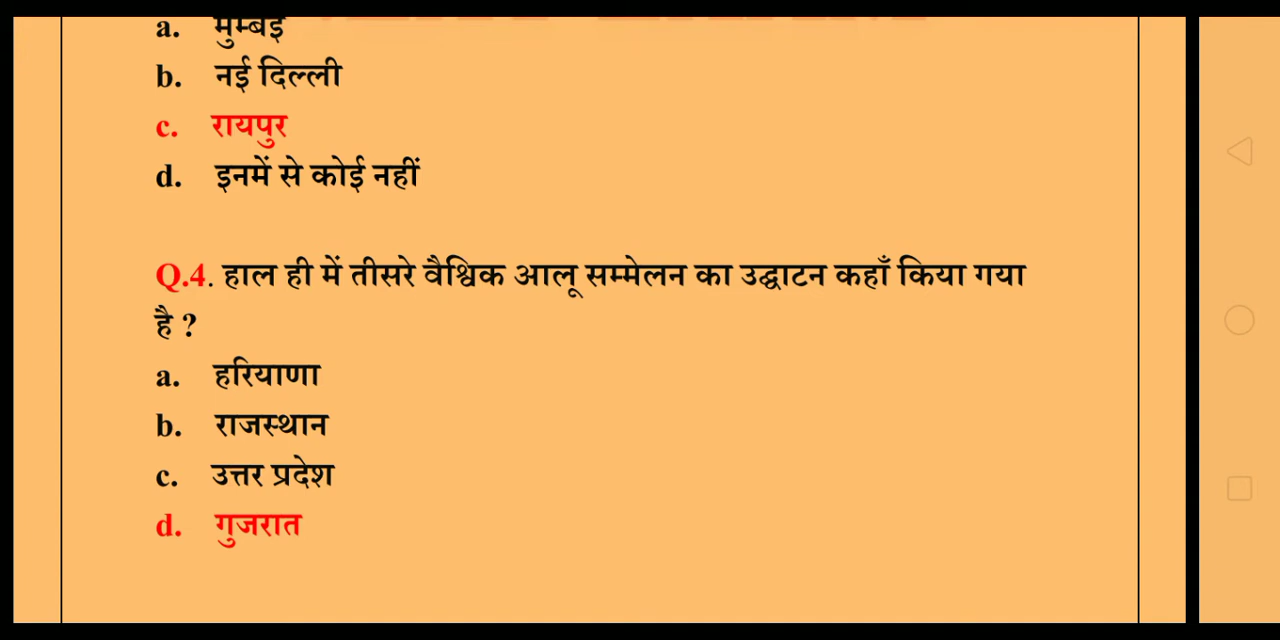 a. मुम्बई
b. नई दिल्ली
c. रायपुर
d. इनमें से कोई नहीं
Q.4. हाल ही में तीसरे वैश्विक आलू सम्मेलन का उद्घाटन कहाँ किया गया
है ?
a. हरियाणा
b. राजस्थान
c. उत्तर प्रदेश
d. गुजरात